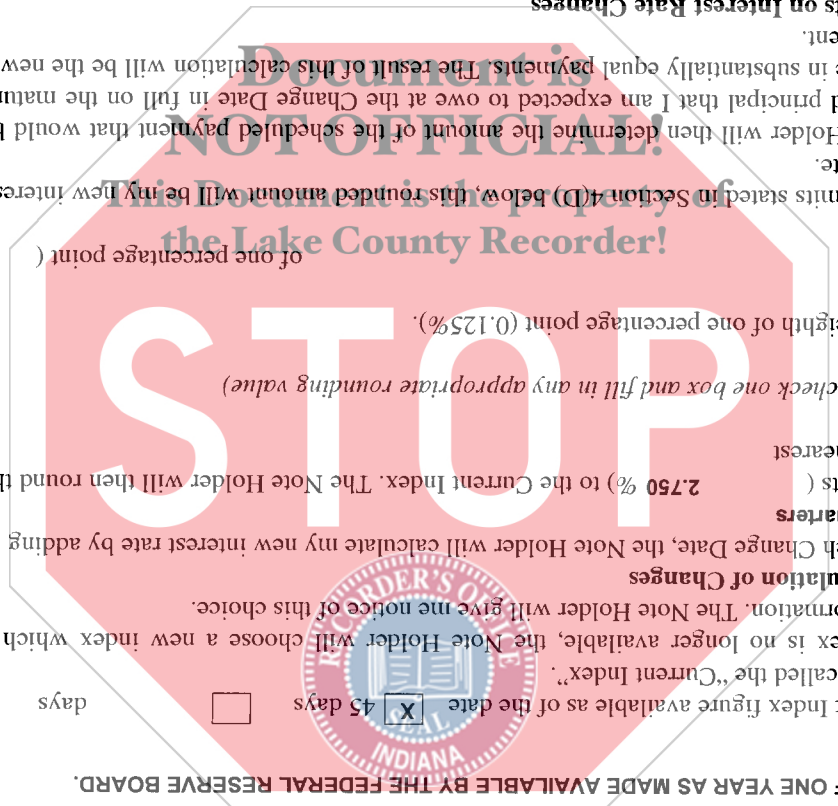 Document is
NOT OFFICIAL!
This Document is the property of
the Lake County Recorder!
STOP
RECORDER'S OFFICE
SEAL
INDIANA
ONE YEAR AS MADE AVAILABLE BY THE FEDERAL RESERVE BOARD.
Index figure available as of the date X 45 days days
called the “Current Index”.
ex is no longer available, the Note Holder will choose a new index which
ormation. The Note Holder will give me notice of this choice.
ulation of Changes
h Change Date, the Note Holder will calculate my new interest rate by adding
uarters
ts ( 2.750 %) to the Current Index. The Note Holder will then round th
earest
check one box and fill in any appropriate rounding value)
ighth of one percentage point (0.125%).
of one percentage point (
mits stated in Section 4(D) below, this rounded amount will be my new interes
te.
Holder will then determine the amount of the scheduled payment that would b
d principal that I am expected to owe at the Change Date in full on the matur
e in substantially equal payments. The result of this calculation will be the new
ent.
ts on Interest Rate Changes